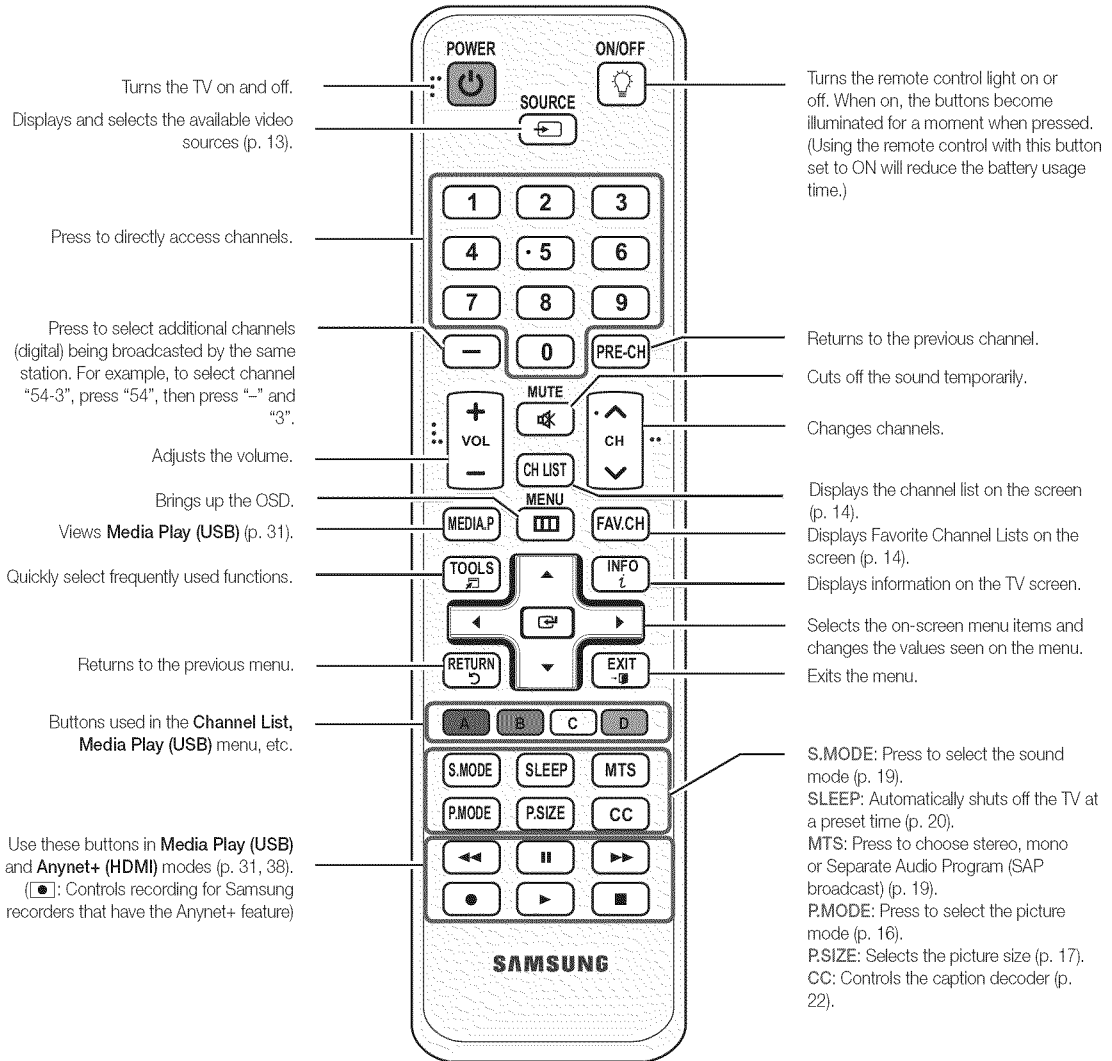 POWER
ON/OFF
SOURCE
Turns the TV on and off.
Displays and selects the available video
sources (p. 13).
Press to directly access channels.
Press to select additional channels
(digital) being broadcasted by the same
station. For example, to select channel
“54-3”, press “54”, then press “–” and
“3”.
Adjusts the volume.
Brings up the OSD.
Views Media Play (USB) (p. 31).
Quickly select frequently used functions.
Returns to the previous menu.
Buttons used in the Channel List,
Media Play (USB) menu, etc.
Use these buttons in Media Play (USB)
and Anynet+ (HDMI) modes (p. 31, 38).
(●: Controls recording for Samsung
recorders that have the Anynet+ feature)
1 2 3
4 5 6
7 8 9
– 0 PRE-CH
MUTE
+
VOL
–
CH
CH LIST
MENU
MEDIA.P FAV.CH
TOOLS INFO
i
RETURN EXIT
A B C D
S.MODE SLEEP MTS
P.MODE P.SIZE CC
SAMSUNG
Turns the remote control light on or
off. When on, the buttons become
illuminated for a moment when pressed.
(Using the remote control with this button
set to ON will reduce the battery usage
time.)
Returns to the previous channel.
Cuts off the sound temporarily.
Changes channels.
Displays the channel list on the screen
(p. 14).
Displays Favorite Channel Lists on the
screen (p. 14).
Displays information on the TV screen.
Selects the on-screen menu items and
changes the values seen on the menu.
Exits the menu.
S.MODE: Press to select the sound
mode (p. 19).
SLEEP: Automatically shuts off the TV at
a preset time (p. 20).
MTS: Press to choose stereo, mono
or Separate Audio Program (SAP
broadcast) (p. 19).
P.MODE: Press to select the picture
mode (p. 16).
P.SIZE: Selects the picture size (p. 17).
CC: Controls the caption decoder (p.
22).